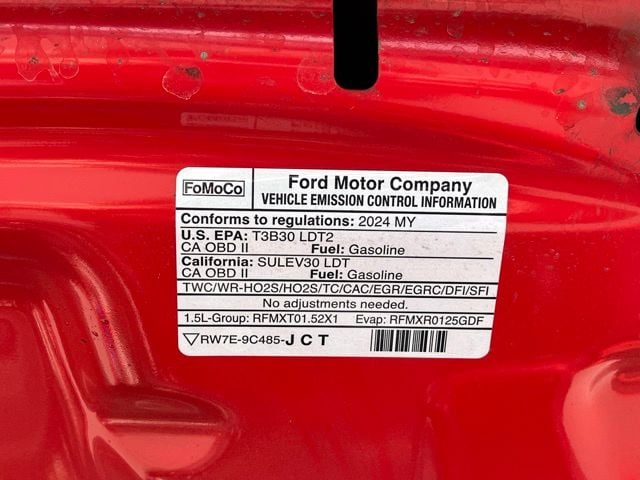 FoMoCo
Ford Motor Company
VEHICLE EMISSION CONTROL INFORMATION
Conforms to regulations: 2024 MY
U.S. EPA: T3B30 LDT2
CA OBD II Fuel: Gasoline
California: SULEV30 LDT
CA OBD II Fuel: Gasoline
TWC/WR-HO2S/HO2S/TC/CAC/EGR/EGRC/DFI/SFI
No adjustments needed.
1.5L-Group: RFMXT01.52X1 Evap: RFMXR0125GDF
RW7E-9C485-JCT